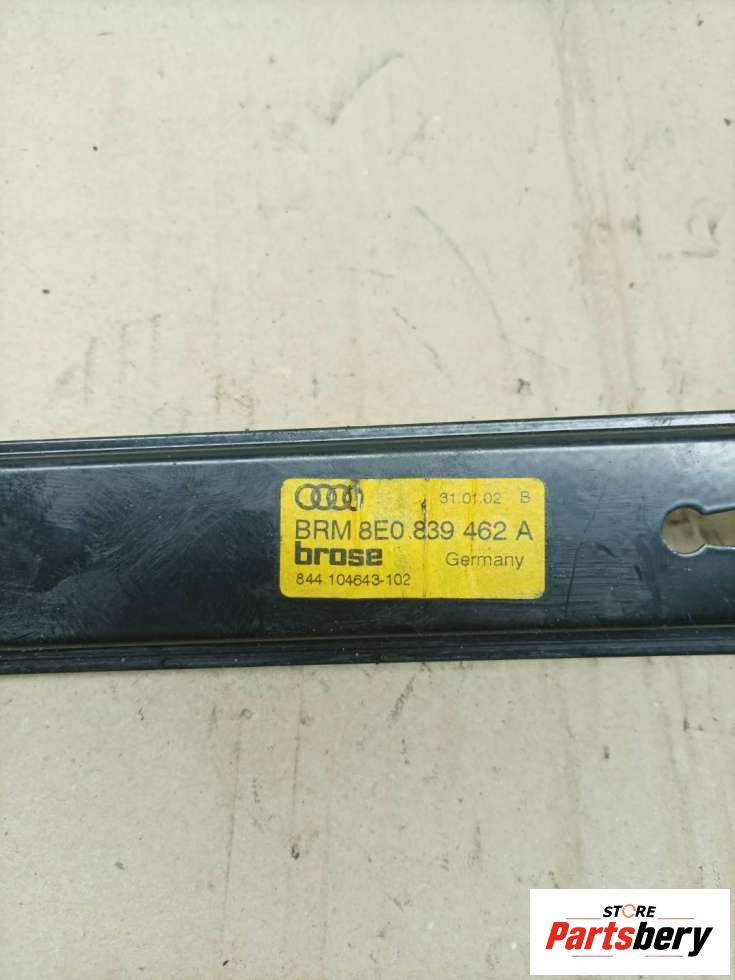 31.01.02 B
BRM 8E0 839 462 A
brose Germany
844 104643-102
STORE
Partsbery